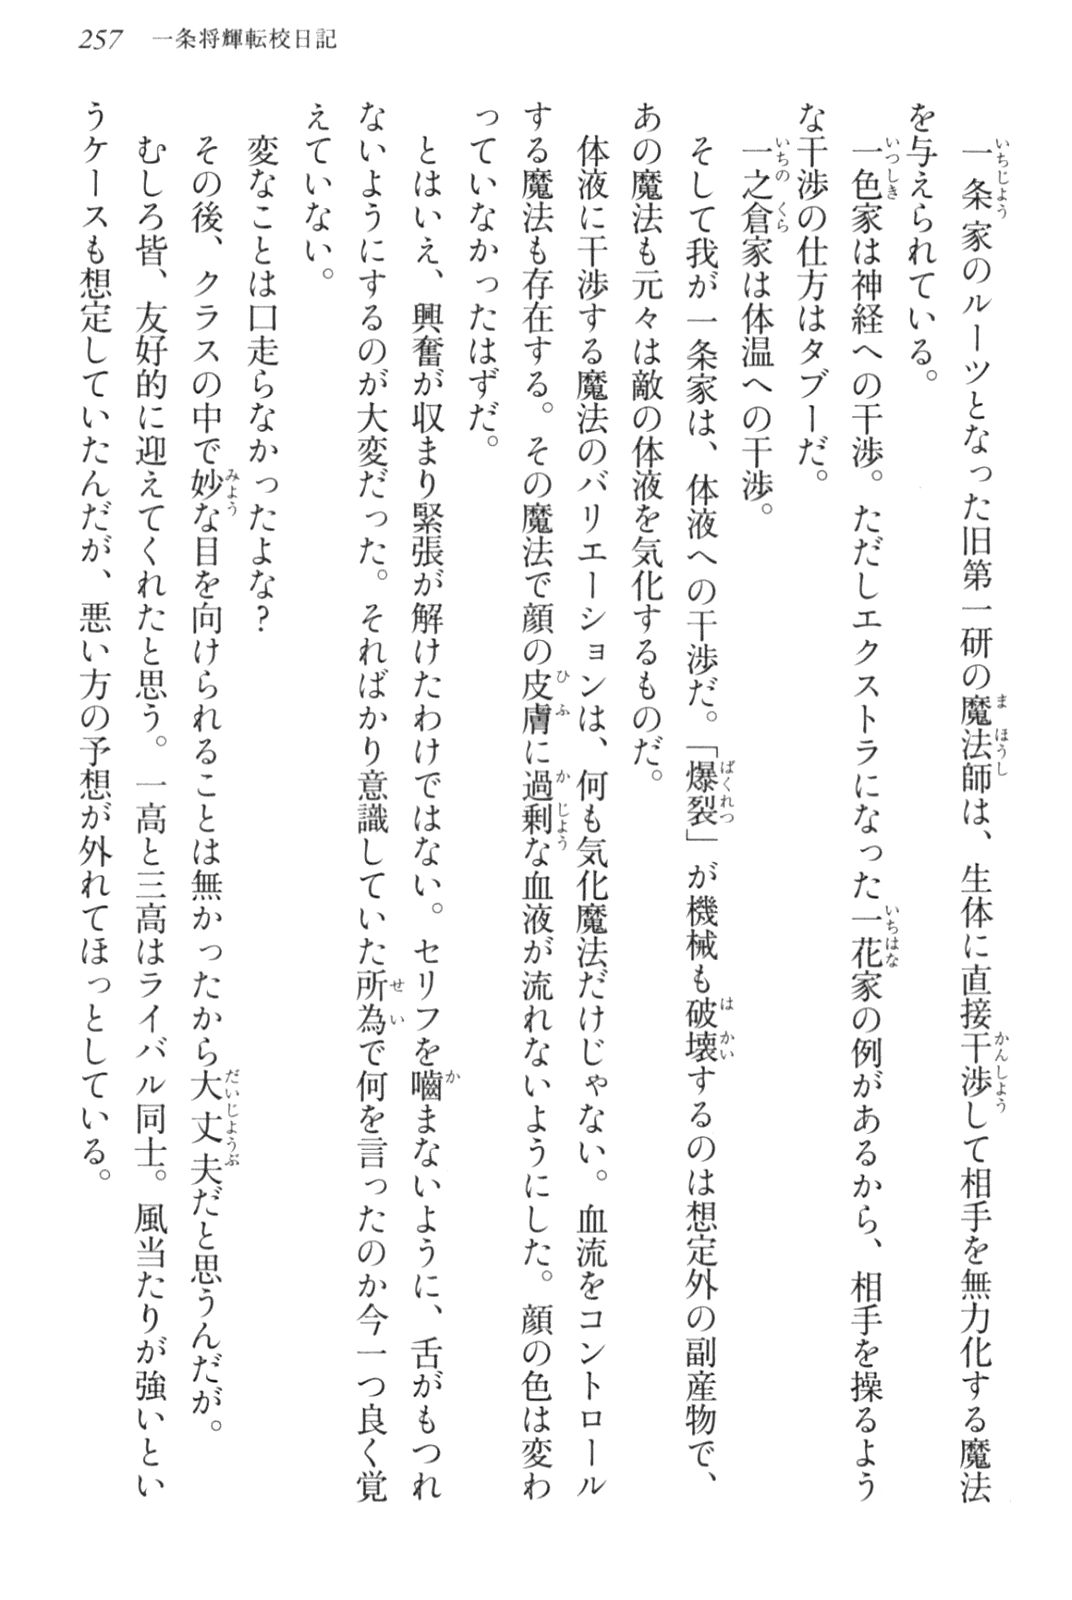 257　一条将輝転校日記
　一条家のルーツとなった旧第一研の魔法師は、生体に直接干渉して相手を無力化する魔法
を与えられている。
　一色家は神経への干渉。ただしエクストラになった一花家の例があるから、相手を操るよう
な干渉の仕方はタブーだ。
　一之倉家は体温への干渉。
　そして我が一条家は、体液への干渉だ。「爆裂」が機械も破壊するのは想定外の副産物で、
あの魔法も元々は敵の体液を気化するものだ。
　体液に干渉する魔法のバリエーションは、何も気化魔法だけじゃない。血流をコントロール
する魔法も存在する。その魔法で顔の皮膚に過剰な血液が流れないようにした。顔の色は変わ
っていなかったはずだ。
　とはいえ、興奮が収まり緊張が解けたわけではない。セリフを嚙まないように、舌がもつれ
ないようにするのが大変だった。そればかり意識していた所為で何を言ったのか今一つ良く覚
えていない。
　変なことは口走らなかったよな？
　その後、クラスの中で妙な目を向けられることは無かったから大丈夫だと思うんだが。
　むしろ皆、友好的に迎えてくれたと思う。一高と三高はライバル同士。風当たりが強いとい
うケースも想定していたんだが、悪い方の予想が外れてほっとしている。